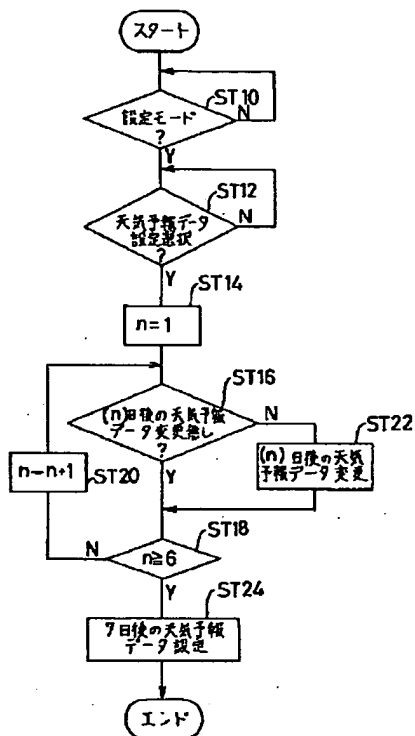 スタート
ST10
設定モード
?
N
Y
ST12
天気予報データ
設定選択
?
N
Y
ST14
n=1
ST16
(n)日後の天気予報
データ変更無し
?
N
Y
ST22
(n)日後の天気
予報データ変更
n←n+1
ST20
ST18
n≧6
N
Y
ST24
7日後の天気予報
データ設定
エンド